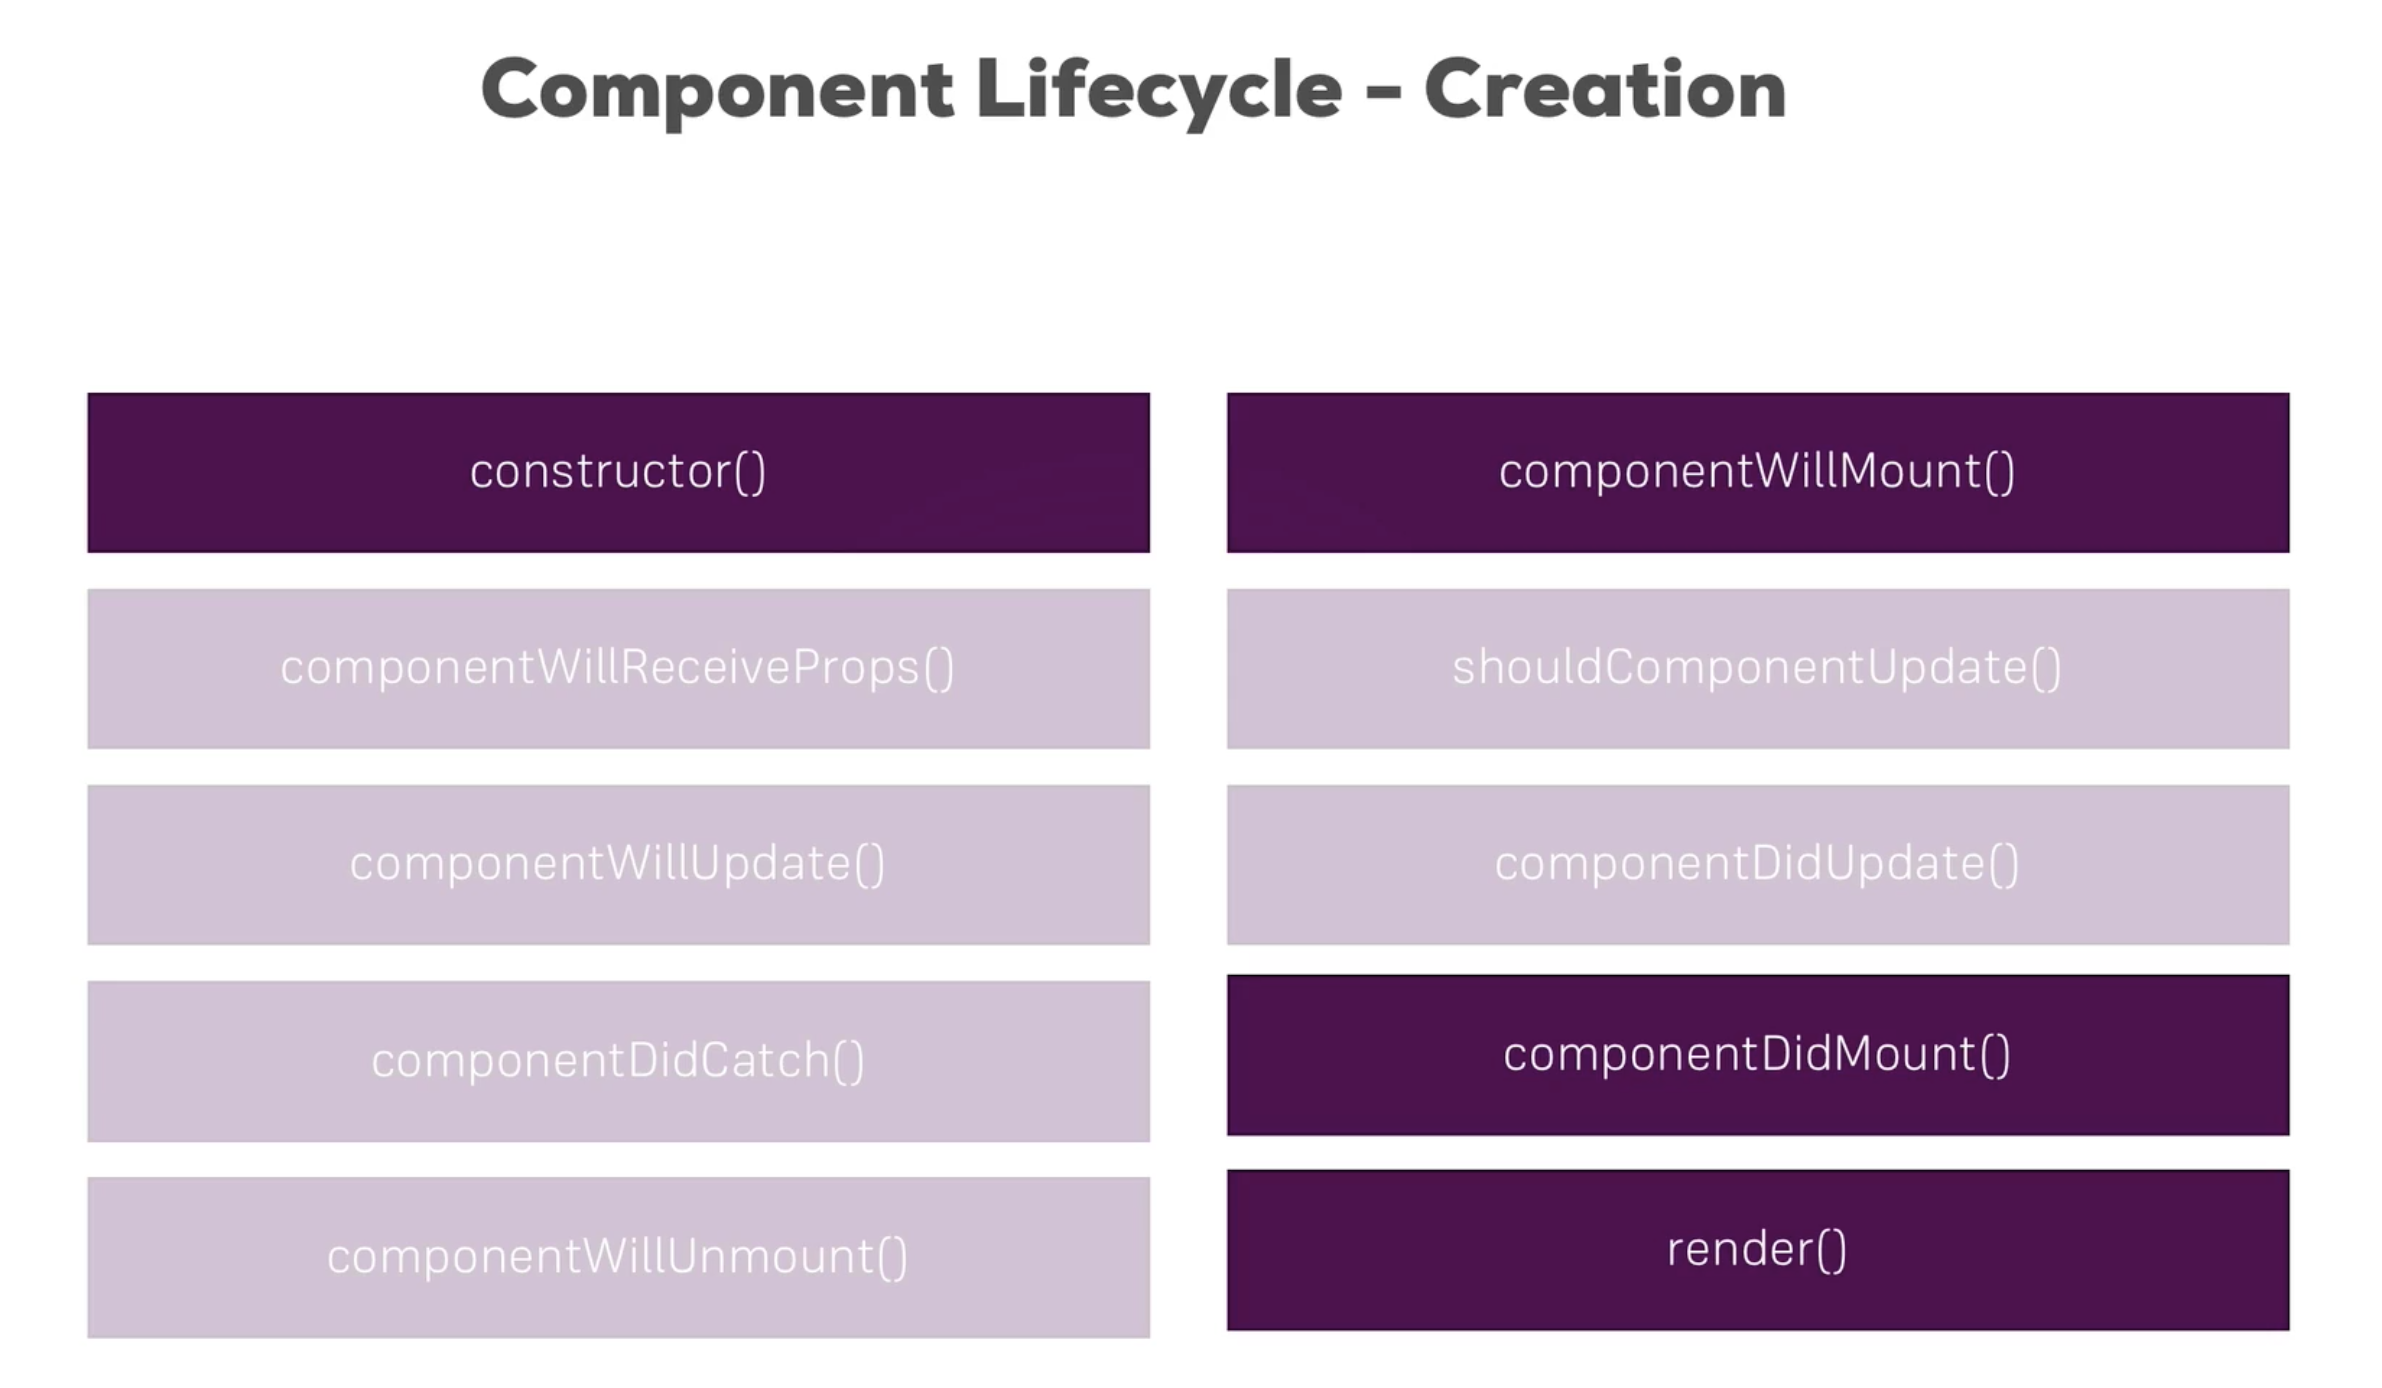 Component Lifecycle - Creation
constructor()
componentWillMount()
componentWillReceiveProps()
shouldComponentUpdate()
componentWillUpdate()
componentDidUpdate()
componentDidCatch()
componentDidMount()
componentWillUnmount()
render()